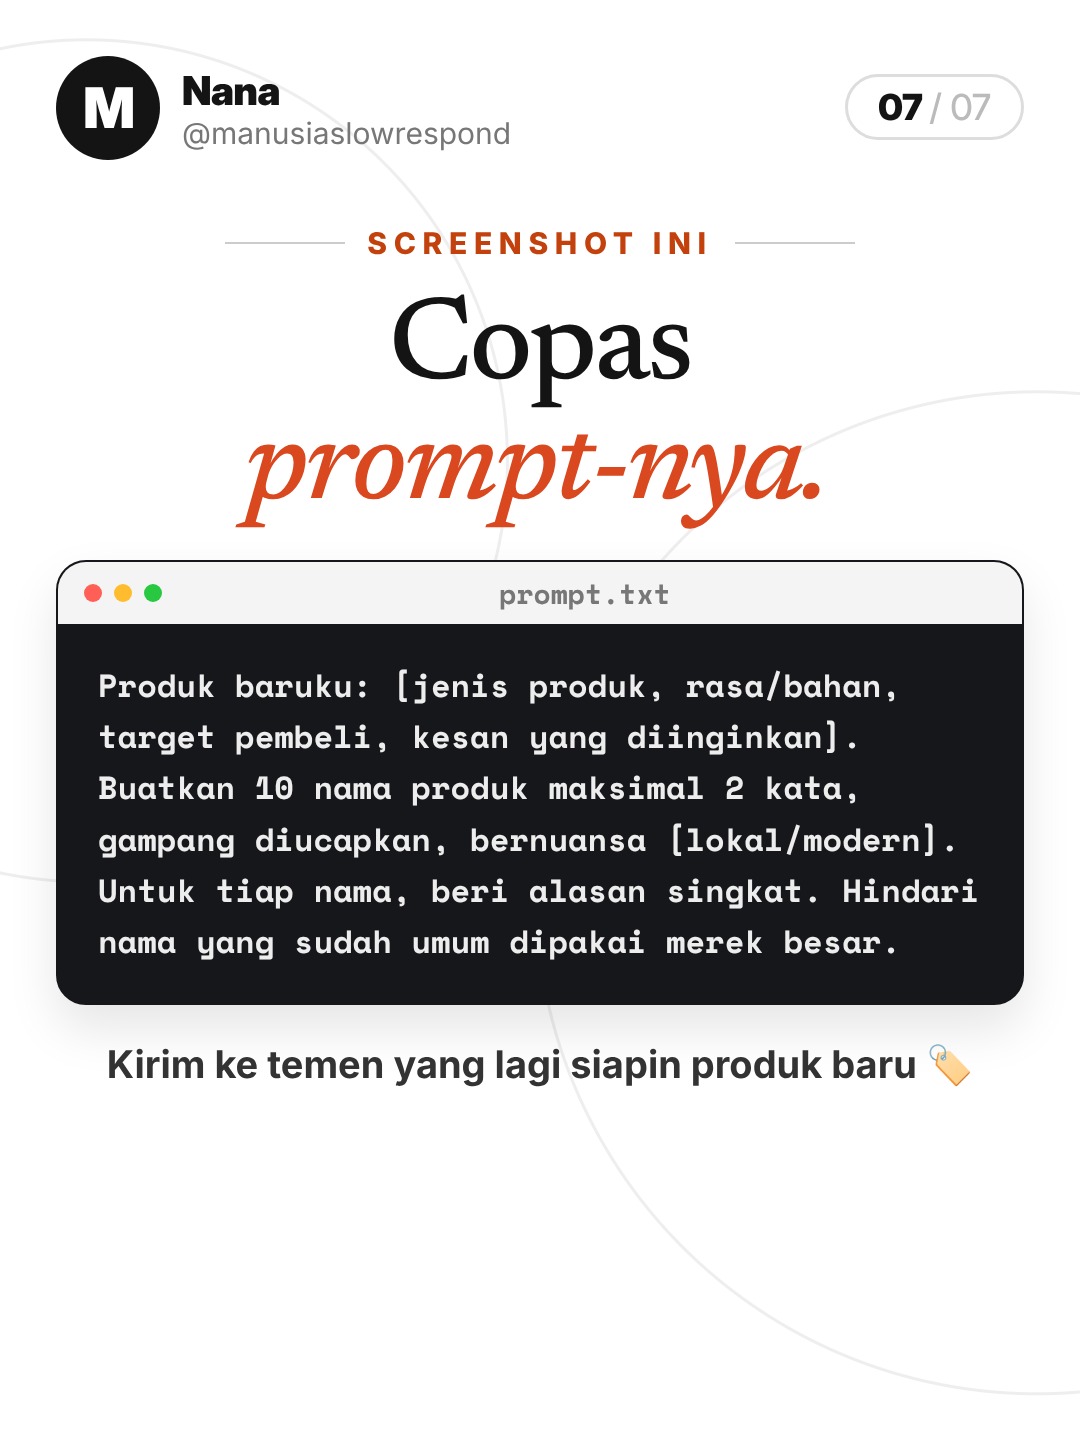 M
Nana
@manusiaslowrespond
07 / 07
SCREENSHOT INI
Copas
prompt-nya.
prompt.txt
Produk baruku: [jenis produk, rasa/bahan,
target pembeli, kesan yang diinginkan].
Buatkan 10 nama produk maksimal 2 kata,
gampang diucapkan, bernuansa [lokal/modern].
Untuk tiap nama, beri alasan singkat. Hindari
nama yang sudah umum dipakai merek besar.
Kirim ke temen yang lagi siapin produk baru 🏷️